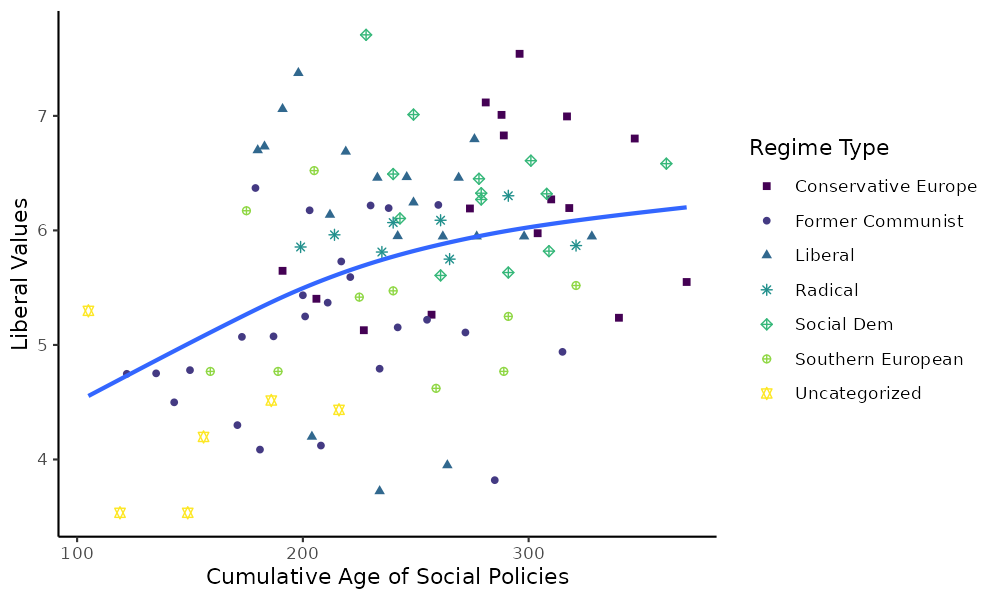 7
6
5
4
Liberal Values
100 200 300
Cumulative Age of Social Policies
Regime Type
Conservative Europe
Former Communist
Liberal
Radical
Social Dem
Southern European
Uncategorized